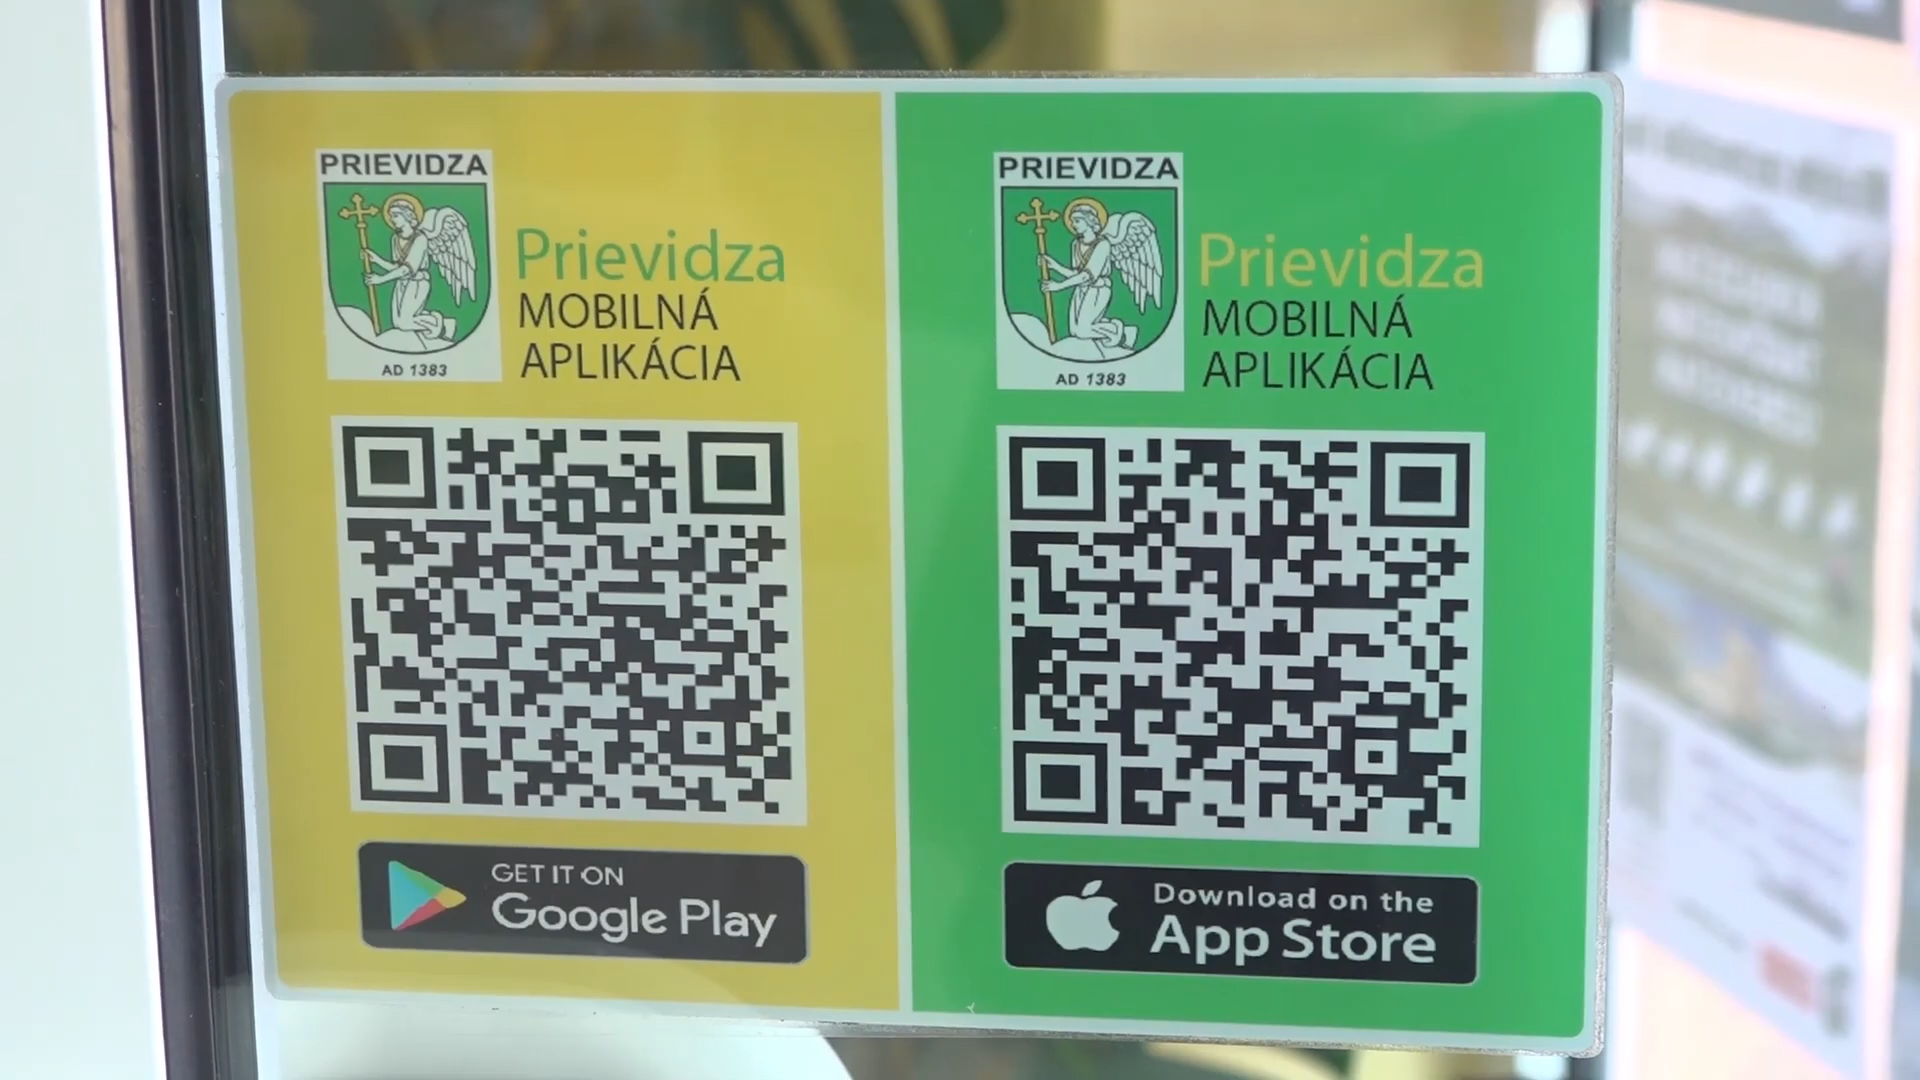 PRIEVIDZA
Prievidza
MOBILNÁ
APLIKÁCIA
AD 1383
GET IT ON
Google Play
PRIEVIDZA
Prievidza
MOBILNÁ
APLIKÁCIA
AD 1383
Download on the
App Store